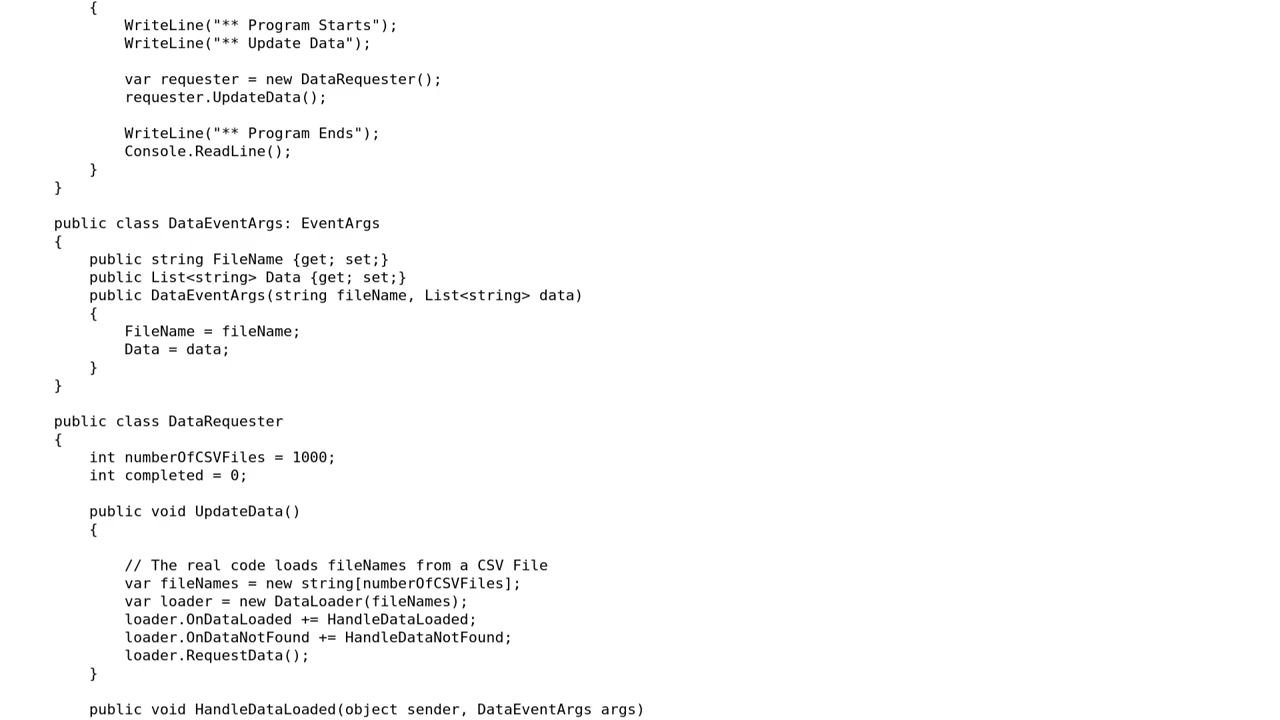 {
WriteLine("** Program Starts");
WriteLine("** Update Data");
var requester = new DataRequester();
requester.UpdateData();
WriteLine("** Program Ends");
Console.ReadLine();
}
}
public class DataEventArgs: EventArgs
{
public string FileName {get; set;}
public List<string> Data {get; set;}
public DataEventArgs(string fileName, List<string> data)
{
FileName = fileName;
Data = data;
}
}
public class DataRequester
{
int numberOfCSVFiles = 1000;
int completed = 0;
public void UpdateData()
{
// The real code loads fileNames from a CSV File
var fileNames = new string[numberOfCSVFiles];
var loader = new DataLoader(fileNames);
loader.OnDataLoaded += HandleDataLoaded;
loader.OnDataNotFound += HandleDataNotFound;
loader.RequestData();
}
public void HandleDataLoaded(object sender, DataEventArgs args)